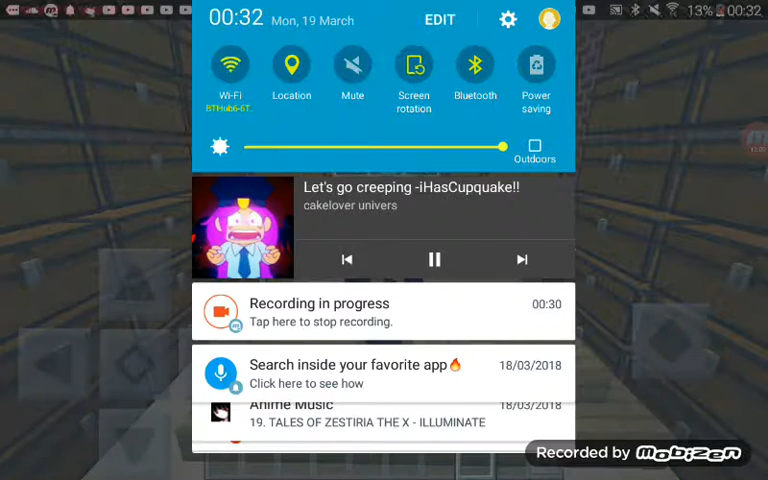 00:32 Mon, 19 March EDIT
13% 00:32
Wi-Fi
BTHub6-6T.
Location
Mute
Screen rotation
Bluetooth
Power saving
Outdoors
Let's go creeping -iHasCupquake!!
cakelover univers
Recording in progress 00:30
Tap here to stop recording.
Search inside your favorite app🔥 18/03/2018
Click here to see how
Anime Music 18/03/2018
19. TALES OF ZESTIRIA THE X - ILLUMINATE
Recorded by Mobizen